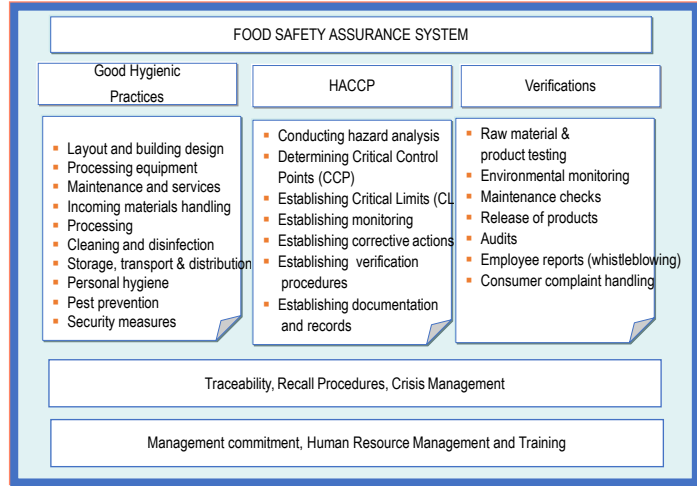 FOOD SAFETY ASSURANCE SYSTEM
Good Hygienic
Practices
HACCP
Verifications
Layout and building design
Processing equipment
Maintenance and services
Incoming materials handling
Processing
Cleaning and disinfection
Storage, transport & distribution
Personal hygiene
Pest prevention
Security measures
Conducting hazard analysis
Determining Critical Control
Points (CCP)
Establishing Critical Limits (CL
Establishing monitoring
Establishing corrective actions
Establishing verification
procedures
Establishing documentation
and records
Raw material &
product testing
Environmental monitoring
Maintenance checks
Release of products
Audits
Employee reports (whistleblowing)
Consumer complaint handling
Traceability, Recall Procedures, Crisis Management
Management commitment, Human Resource Management and Training